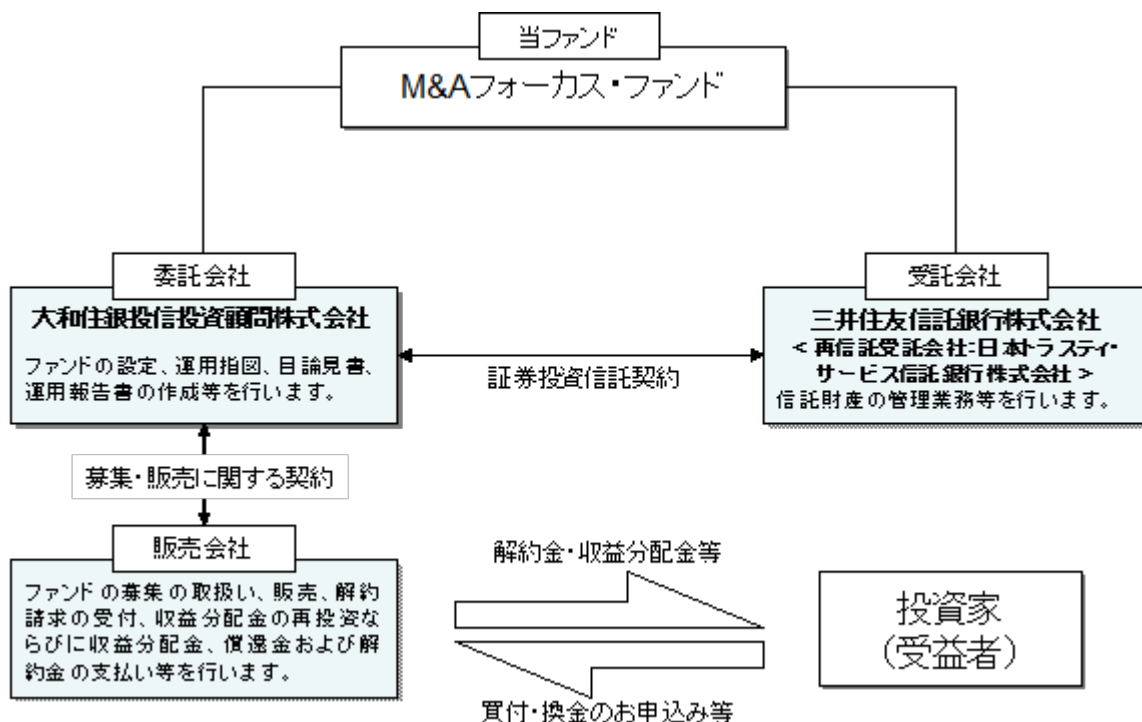 当ファンド
M&Aフォーカス・ファンド
委託会社
大和住銀投信投資顧問株式会社
ファンドの設定、運用指図、目論見書、
運用報告書の作成等を行います。
証券投資信託契約
受託会社
三井住友信託銀行株式会社
＜再信託受託会社:日本トラスティ・
サービス信託銀行株式会社＞
信託財産の管理業務等を行います。
募集・販売に関する契約
販売会社
ファンドの募集の取扱い、販売、解約
請求の受付、収益分配金の再投資な
らびに収益分配金、償還金および解
約金の支払い等を行います。
解約金・収益分配金等
買付・換金のお申込み等
投資家
（受益者）